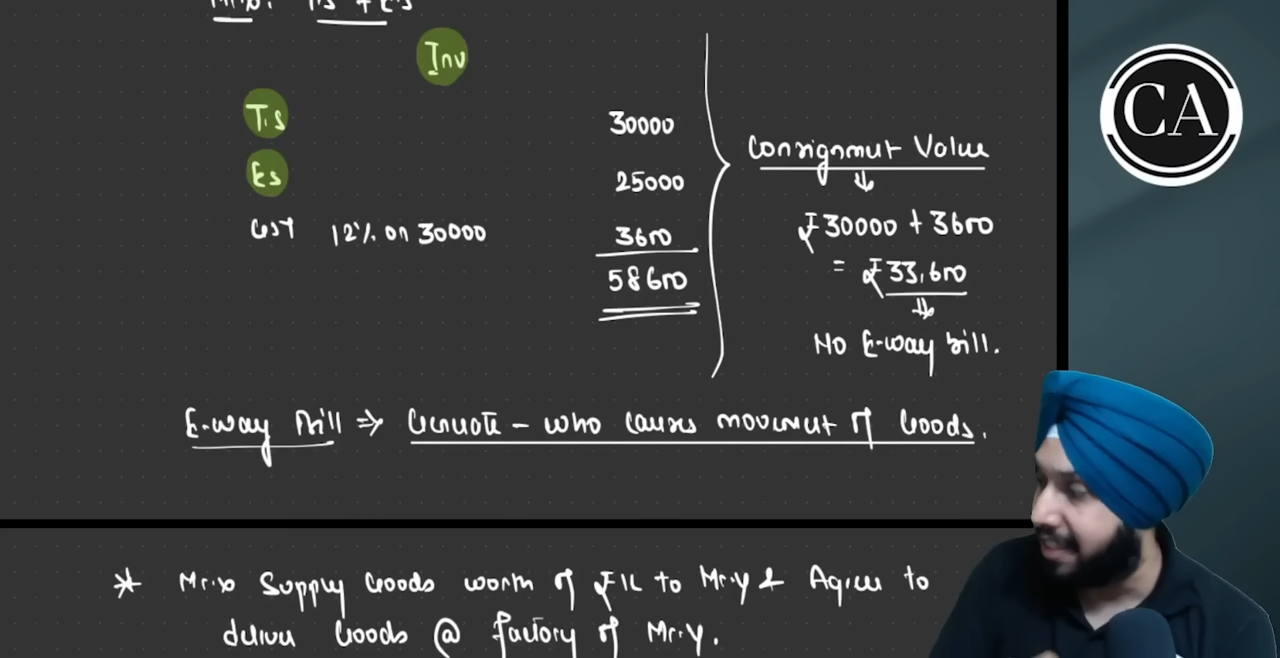 Mr.X. T.S + E.S
Inv
T.S
30000
ES
25000
GST 12% on 30000
3600
58600
Consignment Value
₹30000 + 3600
= ₹33,600
No E-way bill.
E-way Bill ⇒ Generate - who causes movement of Goods.
* Mr.X Supply Goods worth of ₹1L to Mr.Y & Agree to
deliver Goods @ factory of Mr.Y.
CA